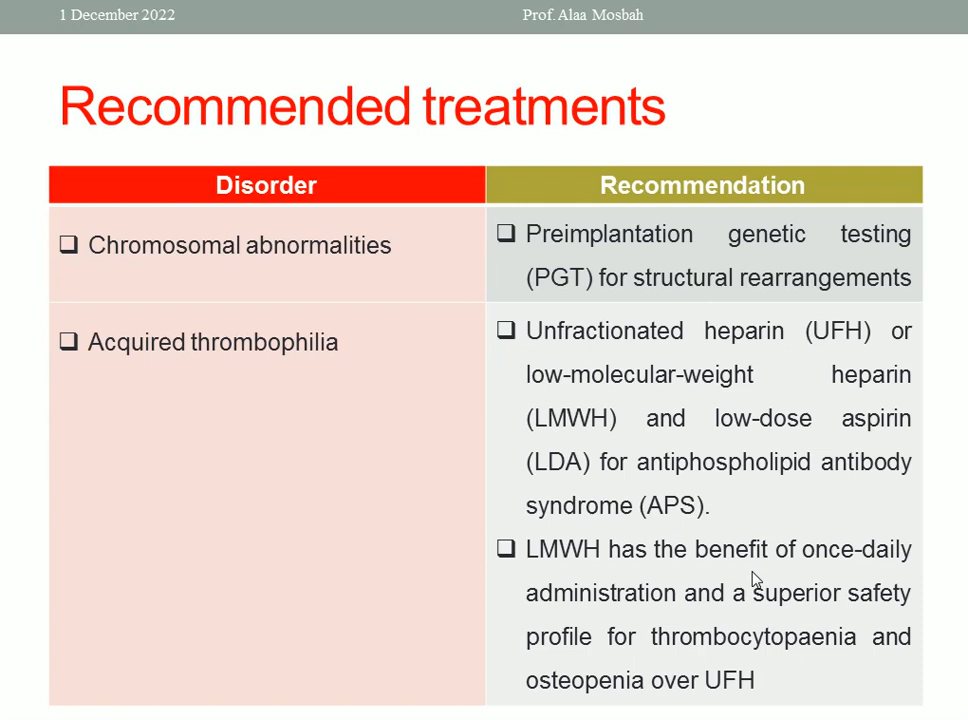 1 December 2022
Prof. Alaa Mosbah
Recommended treatments
Disorder
Recommendation
Chromosomal abnormalities
Preimplantation genetic testing
(PGT) for structural rearrangements
Acquired thrombophilia
Unfractionated heparin (UFH) or
low-molecular-weight heparin
(LMWH) and low-dose aspirin
(LDA) for antiphospholipid antibody
syndrome (APS).
LMWH has the benefit of once-daily
administration and a superior safety
profile for thrombocytopaenia and
osteopenia over UFH